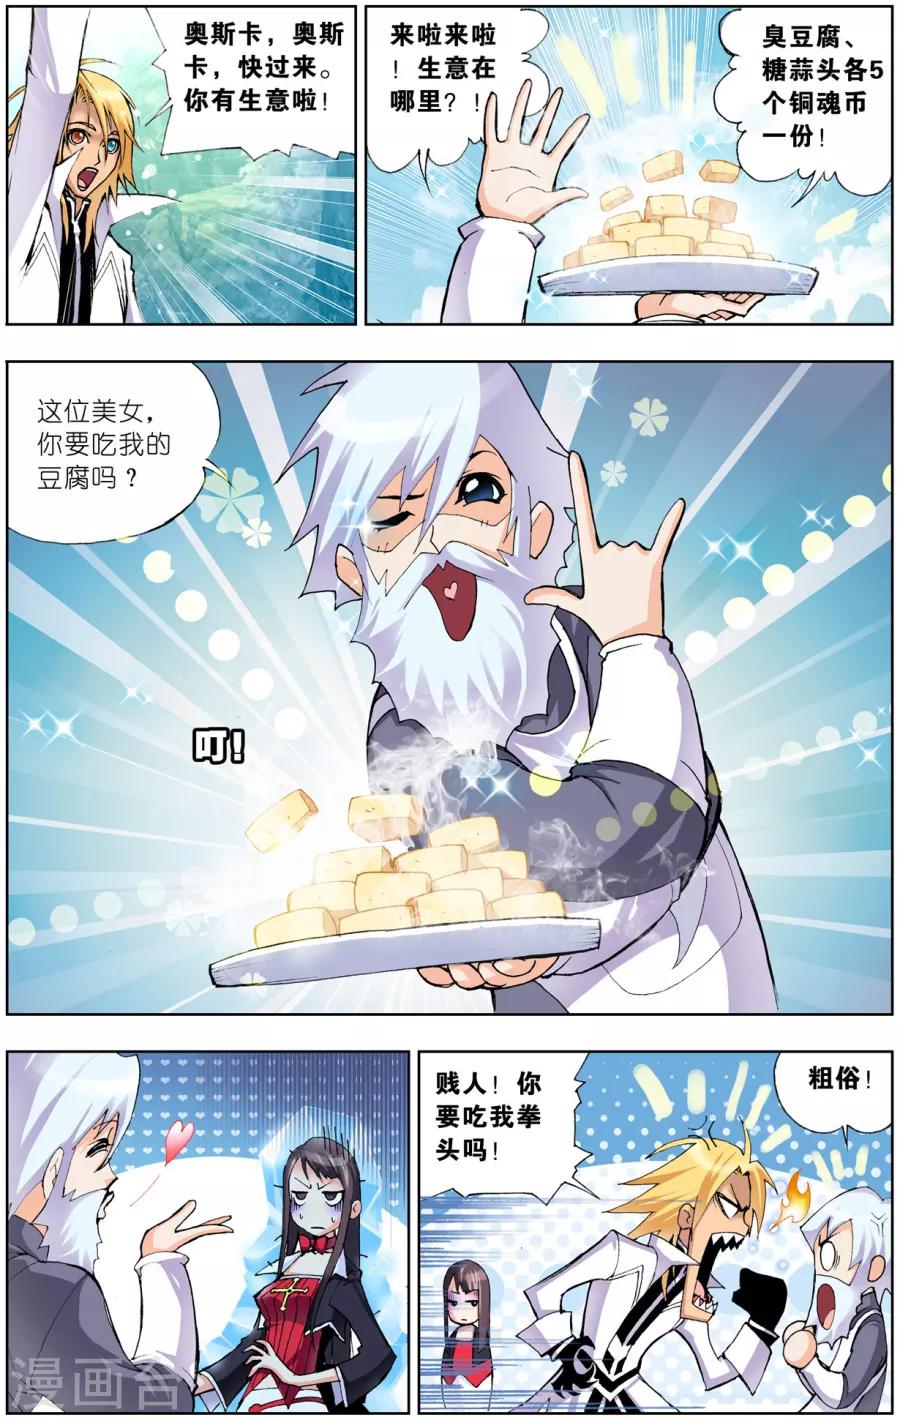 奥斯卡，奥斯
卡，快过来。
你有生意啦！
来啦来啦
！生意在
哪里？！
臭豆腐、
糖蒜头各5
个铜魂币
一份！
这位美女，
你要吃我的
豆腐吗？
叮！
贱人！你
要吃我拳
头吗！
粗俗！
漫画台